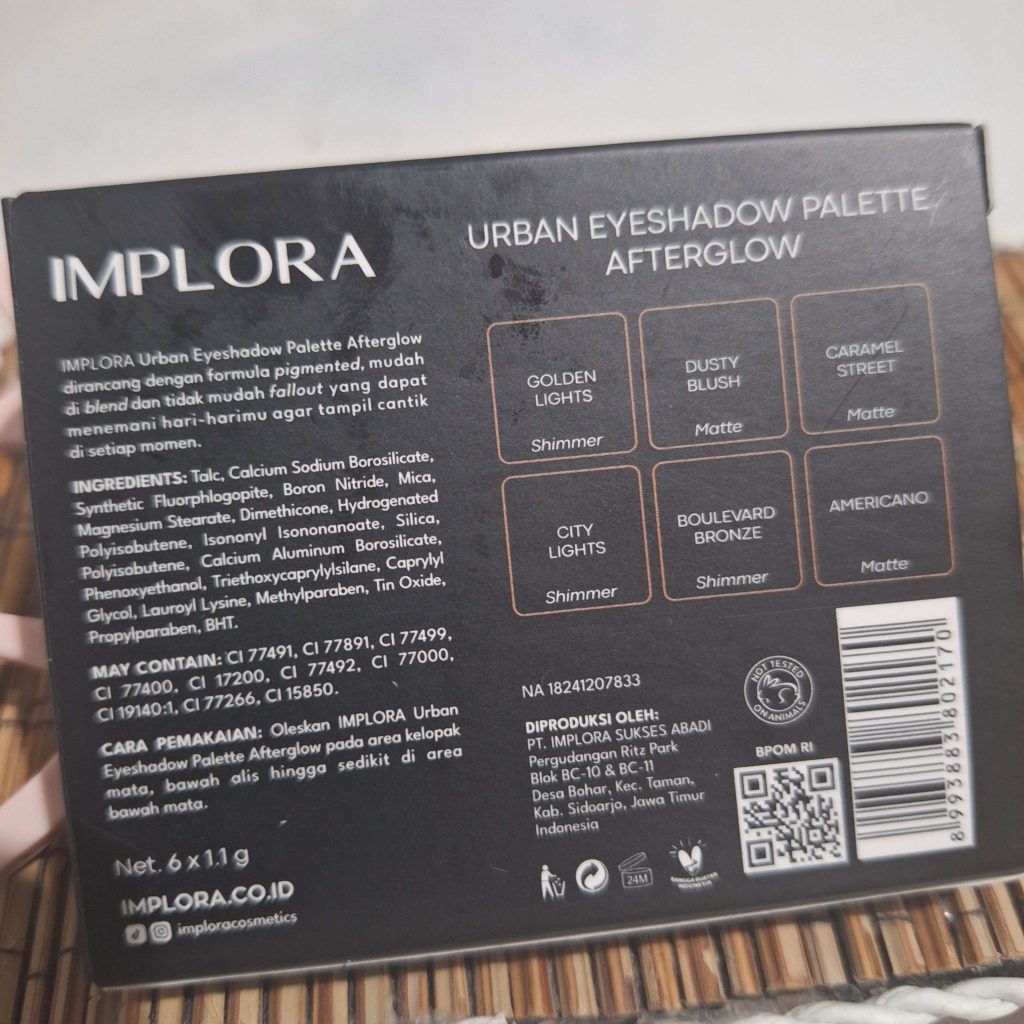 IMPLORA
IMPLORA Urban Eyeshadow Palette Afterglow
dirancang dengan formula pigmented, mudah
di blend dan tidak mudah fallout yang dapat
menemani hari-harimu agar tampil cantik
di setiap momen.
INGREDIENTS: Talc, Calcium Sodium Borosilicate,
Synthetic Fluorphlogopite, Boron Nitride, Mica,
Magnesium Stearate, Dimethicone, Hydrogenated
Polyisobutene, Isononyl Isononanoate, Silica,
Polyisobutene, Calcium Aluminum Borosilicate,
Phenoxyethanol, Triethoxycaprylylsilane, Caprylyl
Glycol, Lauroyl Lysine, Methylparaben, Tin Oxide,
Propylparaben, BHT.
MAY CONTAIN: CI 77491, CI 77891, CI 77499,
CI 77400, CI 17200, CI 77492, CI 77000,
CI 19140:1, CI 77266, CI 15850.
CARA PEMAKAIAN: Oleskan IMPLORA Urban
Eyeshadow Palette Afterglow pada area kelopak
mata, bawah alis hingga sedikit di area
bawah mata.
Net. 6 x 1.1 g
IMPLORA.CO.ID
imploracosmetics
URBAN EYESHADOW PALETTE
AFTERGLOW
GOLDEN
LIGHTS
Shimmer
DUSTY
BLUSH
Matte
CARAMEL
STREET
Matte
CITY
LIGHTS
Shimmer
BOULEVARD
BRONZE
Shimmer
AMERICANO
Matte
NA 18241207833
DIPRODUKSI OLEH:
PT. IMPLORA SUKSES ABADI
Pergudangan Ritz Park
Blok BC-10 & BC-11
Desa Bohar, Kec. Taman,
Kab. Sidoarjo, Jawa Timur
Indonesia
24M
BANGGA BUATAN
INDONESIA
NOT TESTED
ON ANIMALS
BPOM RI
8993883802170